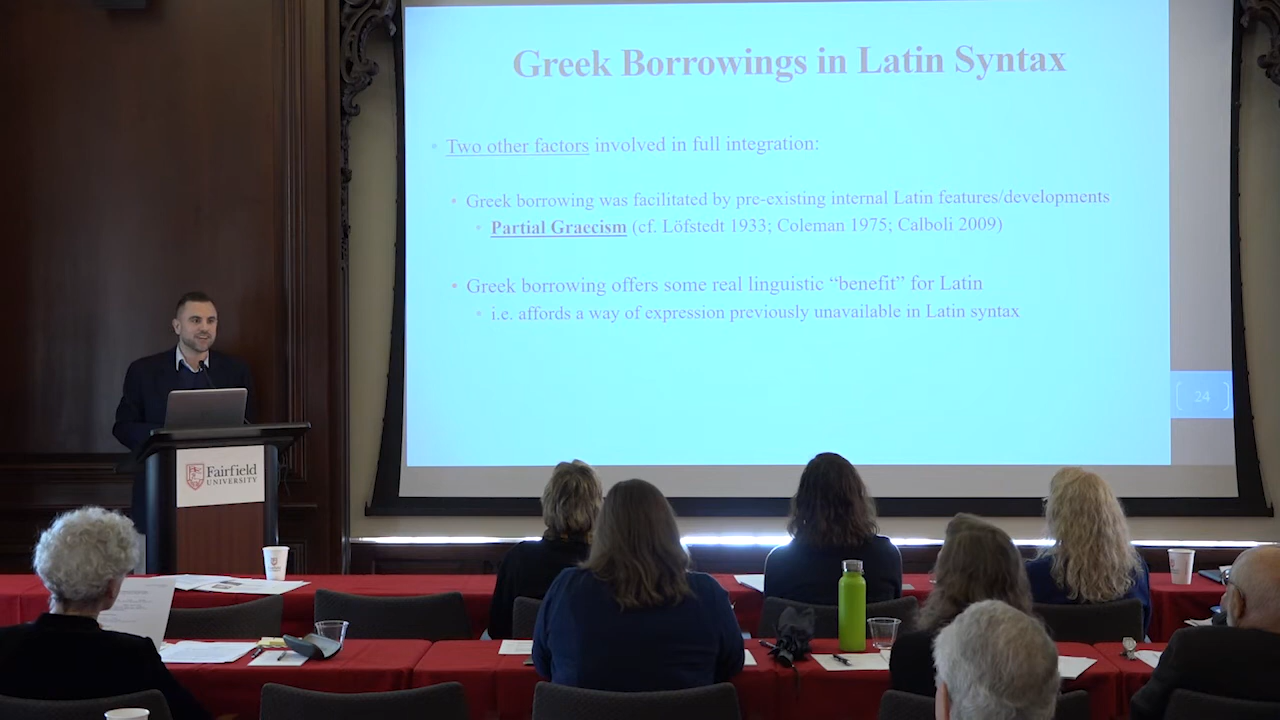 Greek Borrowings in Latin Syntax
Two other factors involved in full integration:
Greek borrowing was facilitated by pre-existing internal Latin features/developments
Partial Graecism (cf. Löfstedt 1933; Coleman 1975; Calboli 2009)
Greek borrowing offers some real linguistic “benefit” for Latin
i.e. affords a way of expression previously unavailable in Latin syntax
24
Fairfield
UNIVERSITY